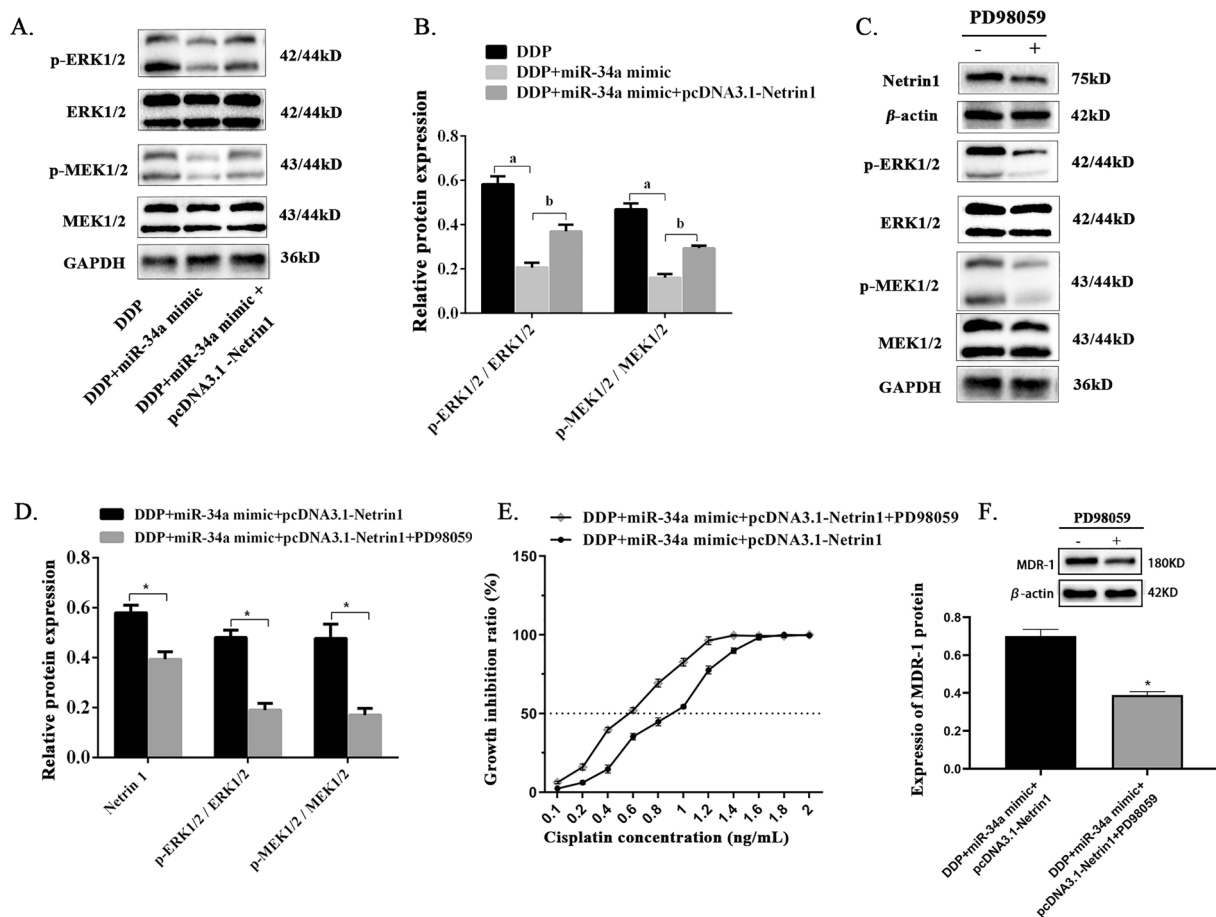 A.
p-ERK1/2
42/44kD
ERK1/2
42/44kD
p-MEK1/2
43/44kD
MEK1/2
43/44kD
GAPDH
36kD
DDP
DDP+miR-34a mimic
DDP+miR-34a mimic +
pcDNA3.1 -Netrin1
B.
DDP
DDP+miR-34a mimic
DDP+miR-34a mimic+pcDNA3.1-Netrin1
Relative protein expression
0.8
0.6
0.4
0.2
0.0
a
b
a
b
p-ERK1/2 / ERK1/2
p-MEK1/2 / MEK1/2
C.
PD98059
- +
Netrin1
75kD
β-actin
42kD
p-ERK1/2
42/44kD
ERK1/2
42/44kD
p-MEK1/2
43/44kD
MEK1/2
43/44kD
GAPDH
36kD
D.
DDP+miR-34a mimic+pcDNA3.1-Netrin1
DDP+miR-34a mimic+pcDNA3.1-Netrin1+PD98059
Relative protein expression
0.8
0.6
0.4
0.2
0.0
*
*
*
Netrin 1
p-ERK1/2 / ERK1/2
p-MEK1/2 / MEK1/2
E.
DDP+miR-34a mimic+pcDNA3.1-Netrin1+PD98059
DDP+miR-34a mimic+pcDNA3.1-Netrin1
Growth inhibition ratio (%)
150
100
50
0
0.1 0.2 0.4 0.6 0.8 1 1.2 1.4 1.6 1.8 2
Cisplatin concentration (ng/mL)
F.
PD98059
- +
MDR-1
180KD
β-actin
42KD
Expressio of MDR-1 protein
0.8
0.6
0.4
0.2
0.0
*
DDP+miR-34a mimic+
pcDNA3.1-Netrin1
DDP+miR-34a mimic+
pcDNA3.1-Netrin1+PD98059